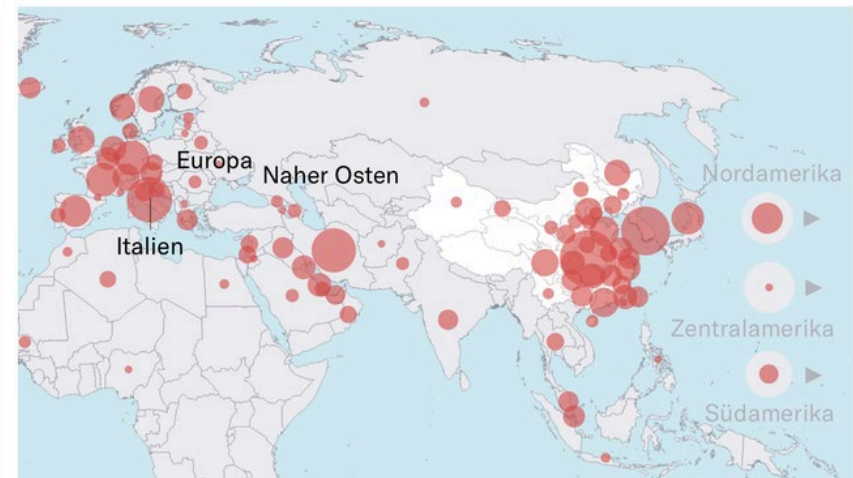 Europa
Naher Osten
Italien
Nordamerika
Zentralamerika
Südamerika